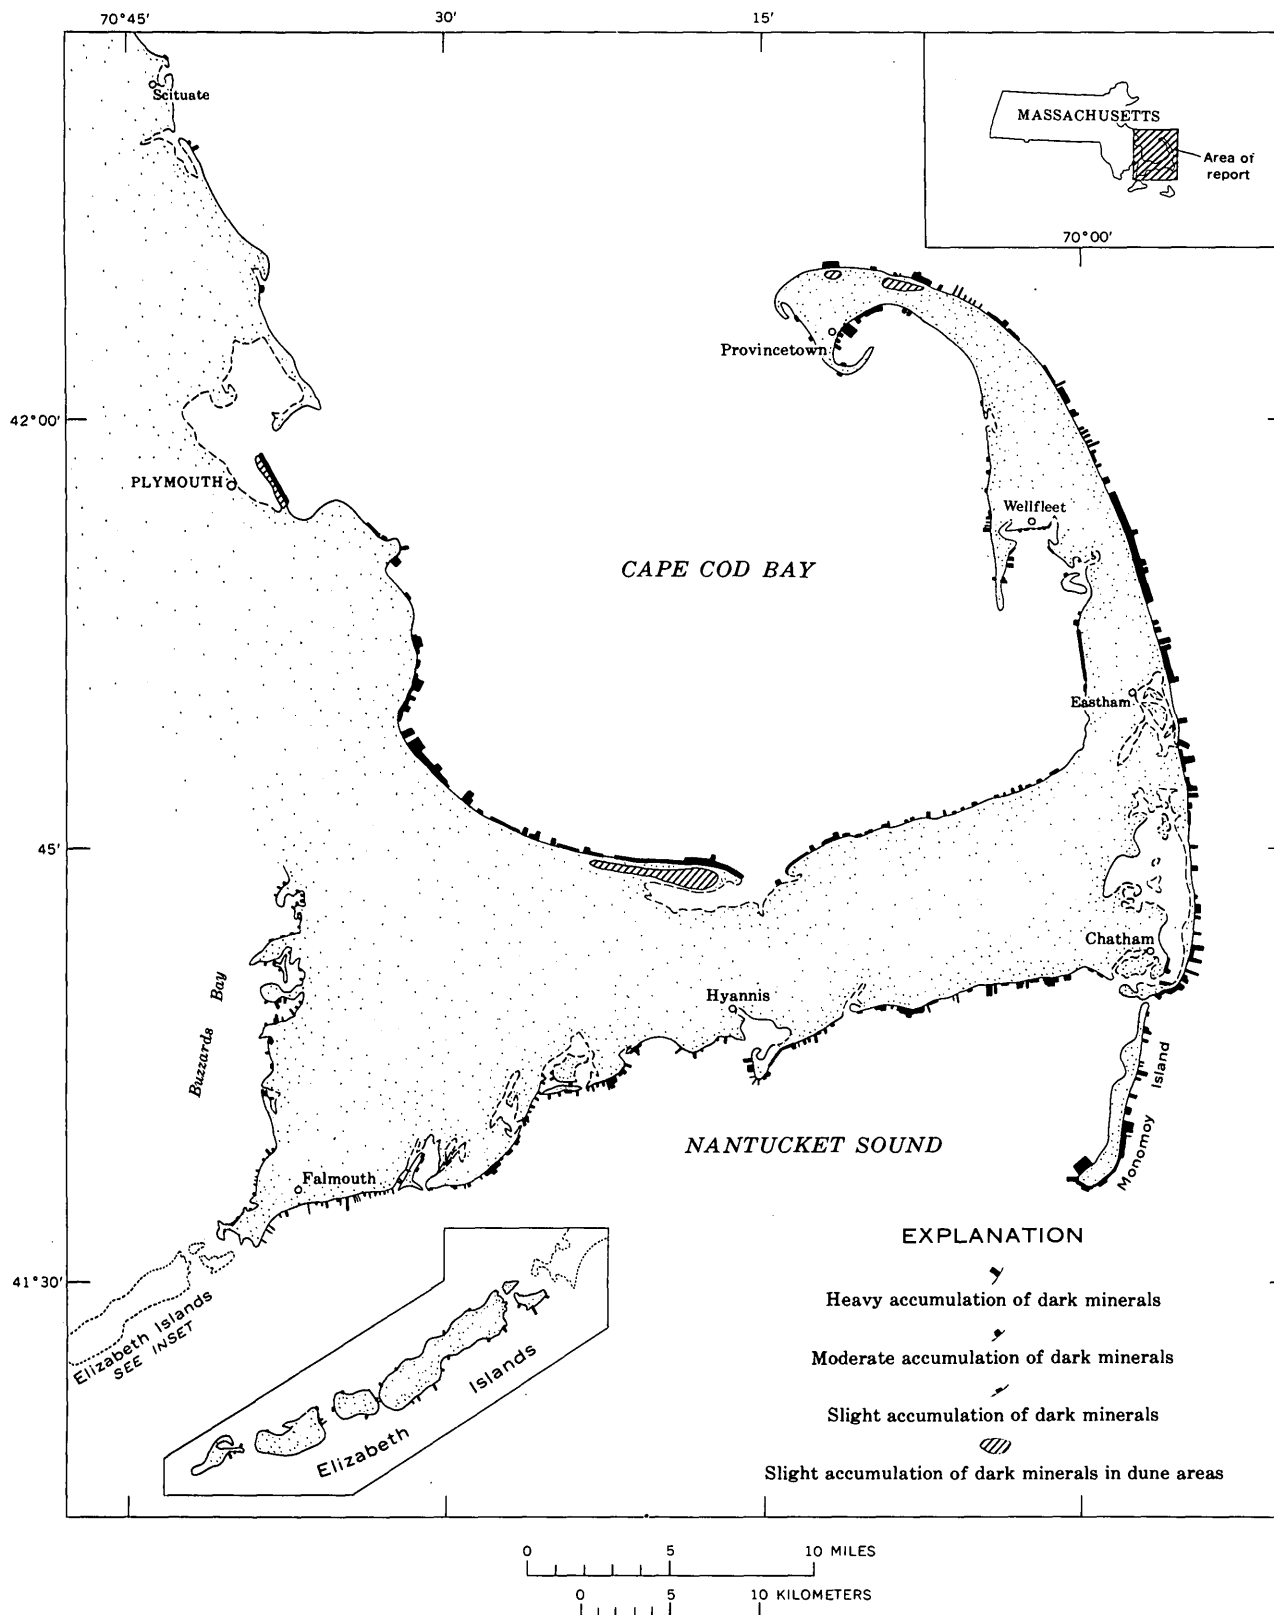 70°45′
30′
15′
Scituate
MASSACHUSETTS
Area of
report
70°00′
Provincetown
42°00′
PLYMOUTH
Wellfleet
CAPE COD BAY
Eastham
45′
Chatham
Hyannis
Buzzards Bay
Monomoy Island
NANTUCKET SOUND
Falmouth
EXPLANATION
41°30′
Heavy accumulation of dark minerals
Elizabeth Islands
SEE INSET
Moderate accumulation of dark minerals
Elizabeth Islands
Slight accumulation of dark minerals
Slight accumulation of dark minerals in dune areas
0 5 10 MILES
0 5 10 KILOMETERS